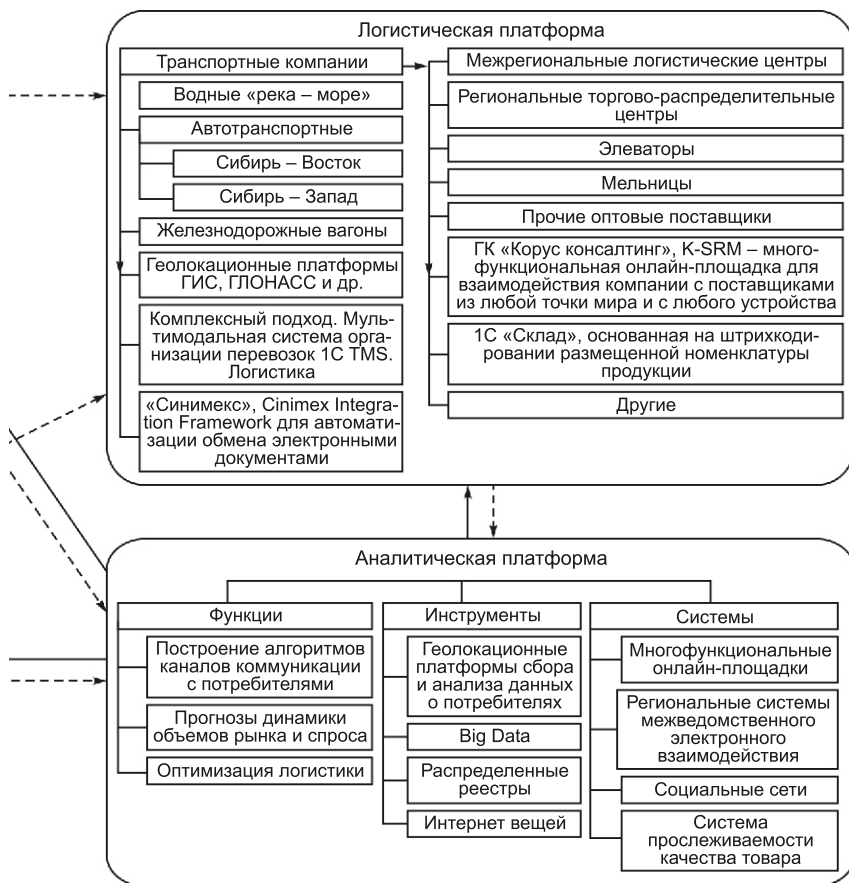 Логистическая платформа
Транспортные компании
Водные «река – море»
Автотранспортные
Сибирь – Восток
Сибирь – Запад
Железнодорожные вагоны
Геолокационные платформы
ГИС, ГЛОНАСС и др.
Комплексный подход. Муль-
тимодальная система орга-
низации перевозок 1С TMS.
Логистика
«Синимекс», Cinimex Integra-
tion Framework для автомати-
зации обмена электронными
документами
Межрегиональные логистические центры
Региональные торгово-распределительные
центры
Элеваторы
Мельницы
Прочие оптовые поставщики
ГК «Корус консалтинг», K-SRM – много-
функциональная онлайн-площадка для
взаимодействия компании с поставщиками
из любой точки мира и с любого устройства
1С «Склад», основанная на штрихкоди-
ровании размещенной номенклатуры
продукции
Другие
Аналитическая платформа
Функции
Построение алгоритмов
каналов коммуникации
с потребителями
Прогнозы динамики
объемов рынка и спроса
Оптимизация логистики
Инструменты
Геолокационные
платформы сбора
и анализа данных
о потребителях
Big Data
Распределенные
реестры
Интернет вещей
Системы
Многофункциональные
онлайн-площадки
Региональные системы
межведомственного
электронного
взаимодействия
Социальные сети
Система
прослеживаемости
качества товара